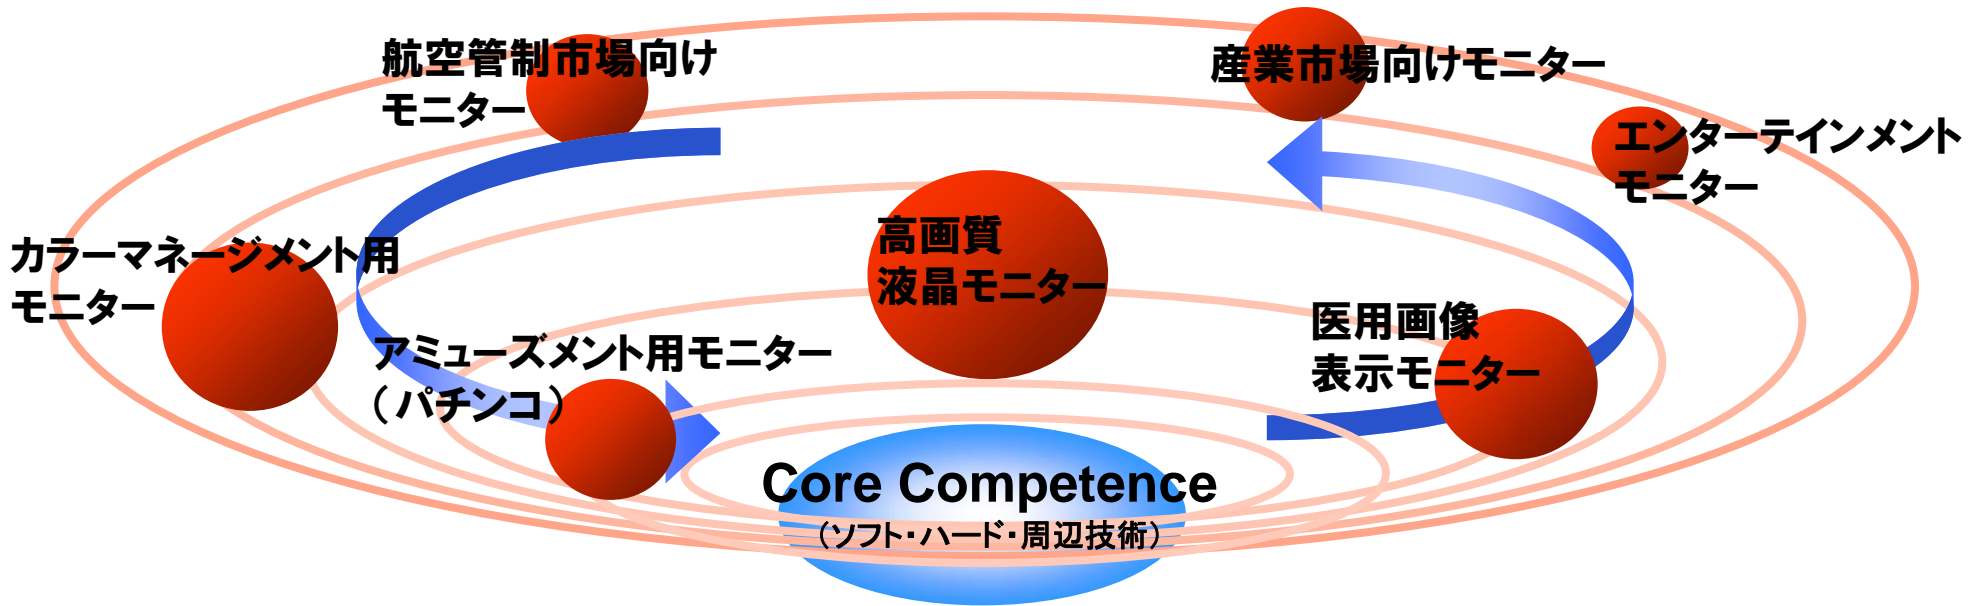 航空管制市場向け
モニター
産業市場向けモニター
エンターテインメント
モニター
高画質
液晶モニター
カラーマネージメント用
モニター
医用画像
表示モニター
アミューズメント用モニター
（パチンコ）
Core Competence
（ソフト・ハード・周辺技術）